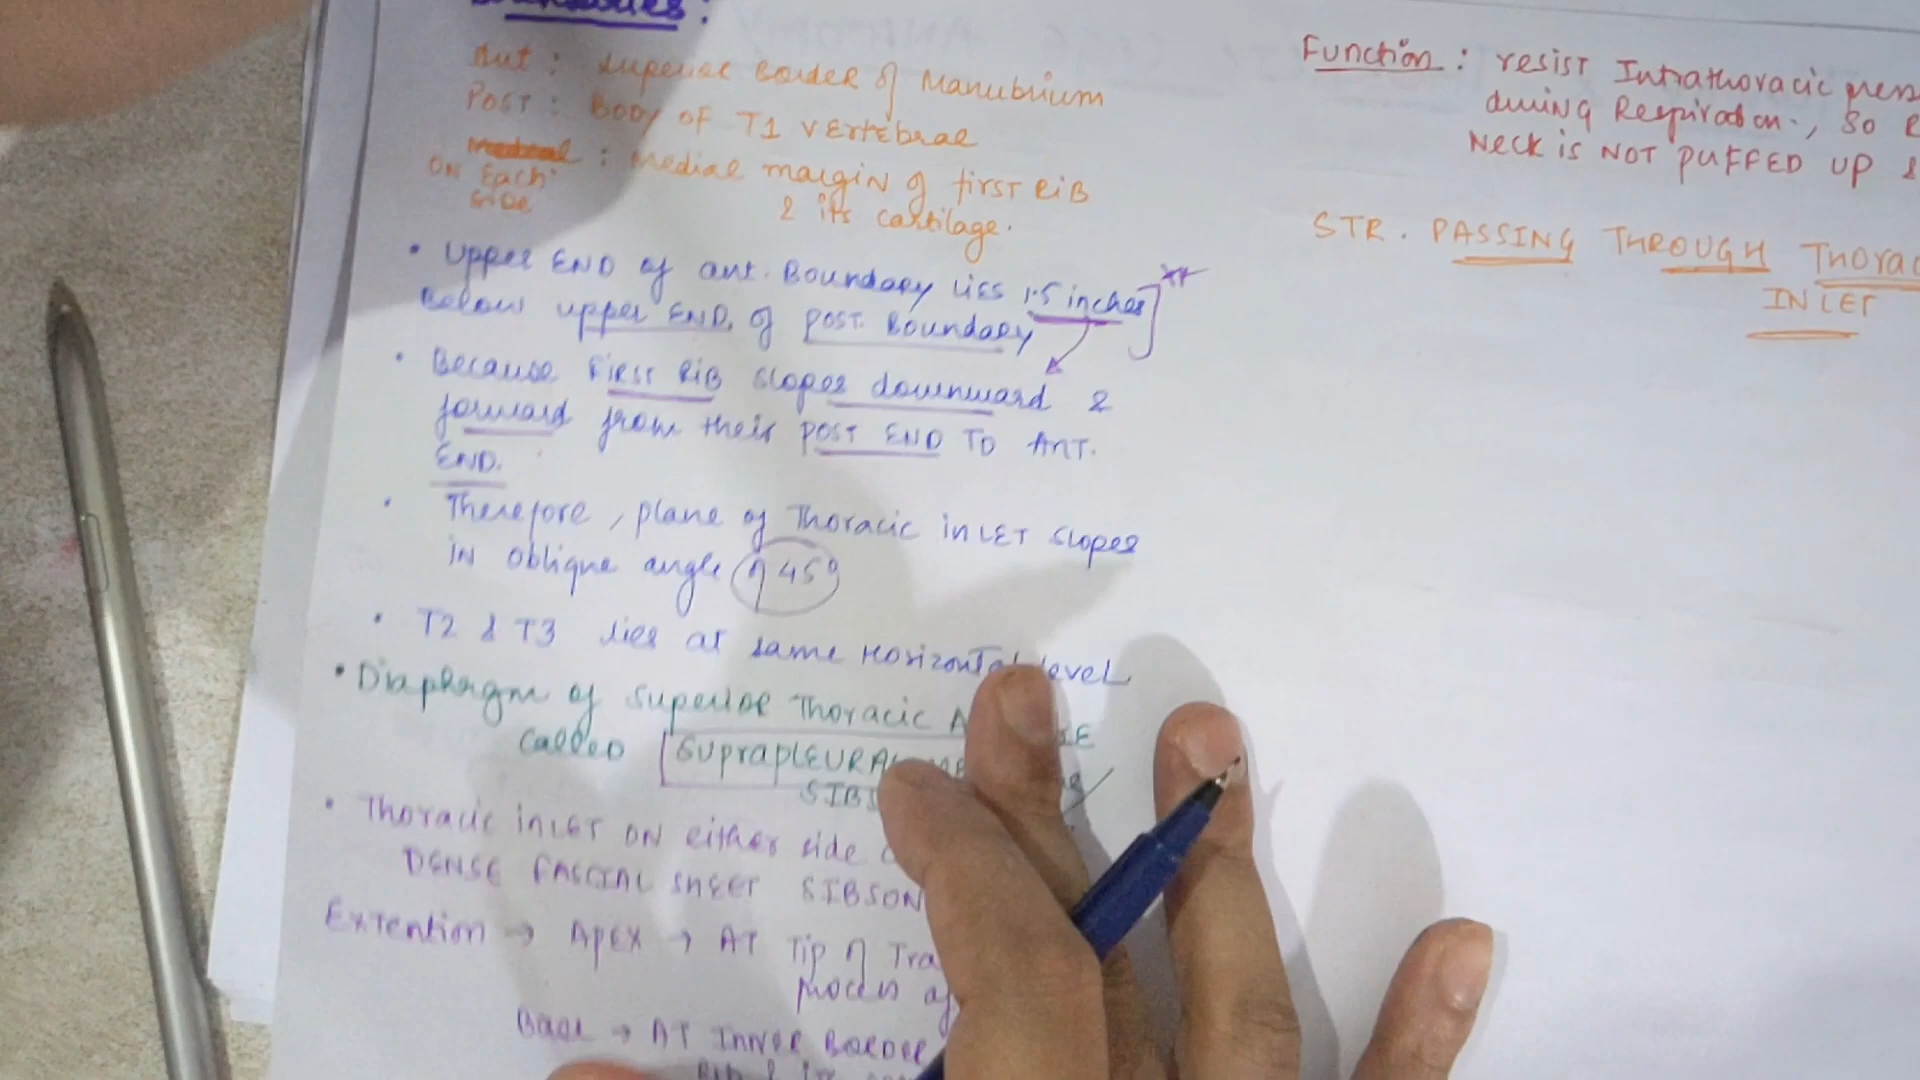 Boundaries :
Ant : superior Border of Manubrium
POST : BODY OF T1 VERTEBRAE
ON Each : Medial margin of first RiB
Side
& its cartilage.
• Upper END of ant. Boundary lies 1.5 inches
Below upper END. of POST. Boundary
• Because First RiB slopes downward &
forward from their POST END TO ANT.
END.
• Therefore, plane of Thoracic inLET slopes
IN oblique angle of 45°
• T2 & T3 lies at same Horizontal level
• Diaphragm of superior Thoracic
called SuprapLEURAL
• Thoracic inLET ON either side
DENSE FASCIAL SHEET SIBSON
Extention → Apex → AT Tip of
process of
Base → AT INNER BORDER
Function : resist Intrathoracic
during Respiration., so
Neck is NOT PUFFED UP &
STR. PASSING THROUGH
INLET